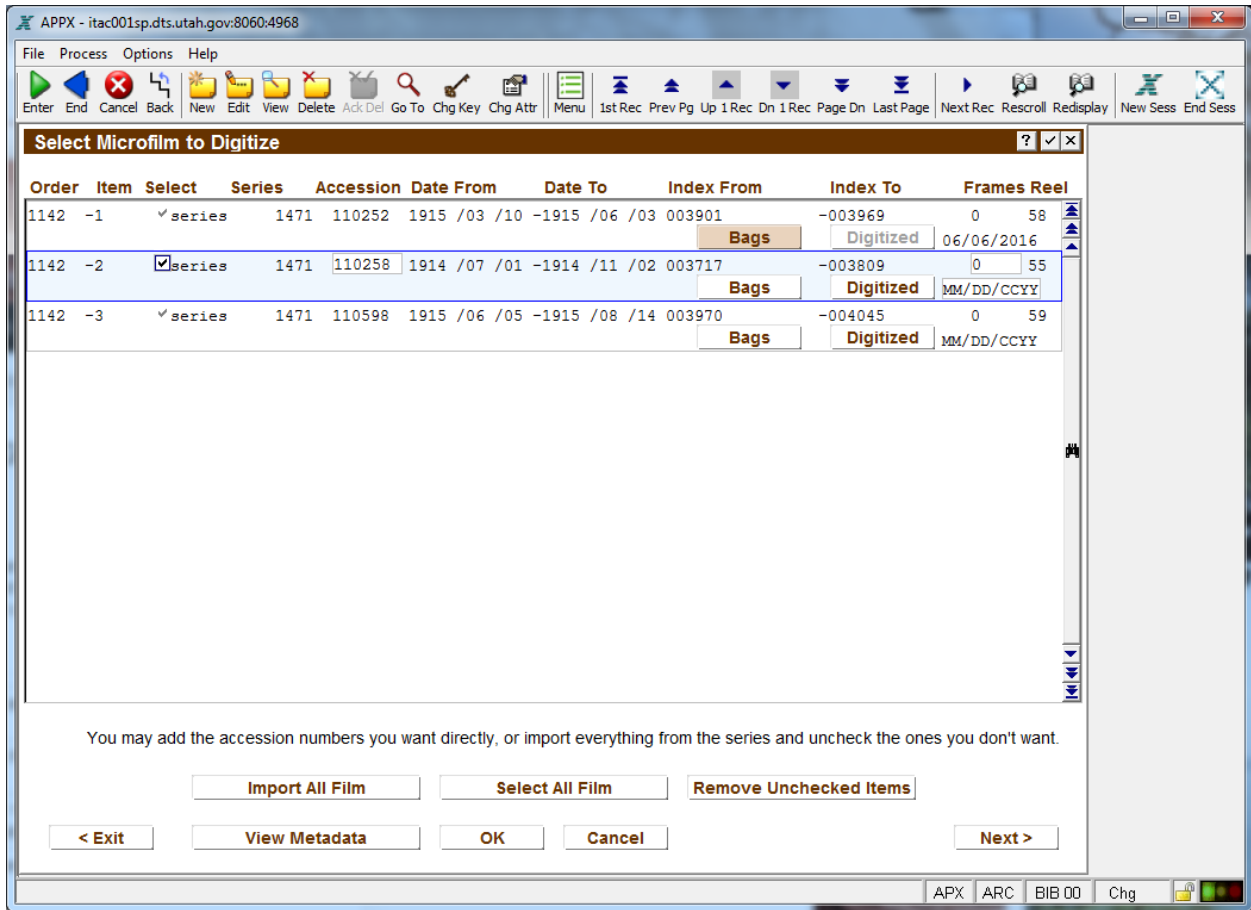 APPX - itac001sp.dts.utah.gov:8060:4968
File Process Options Help
Enter End Cancel Back New Edit View Delete Ack Del Go To Chg Key Chg Attr Menu 1st Rec Prev Pg Up 1 Rec Dn 1 Rec Page Dn Last Page Next Rec Rescroll Redisplay New Sess End Sess
Select Microfilm to Digitize ?
Order Item Select Series Accession Date From Date To Index From Index To Frames Reel
1142 -1 series 1471 110252 1915 /03 /10 -1915 /06 /03 003901 -003969 0 58
Bags Digitized 06/06/2016
1142 -2 series 1471 110258 1914 /07 /01 -1914 /11 /02 003717 -003809 0 55
Bags Digitized MM/DD/CCYY
1142 -3 series 1471 110598 1915 /06 /05 -1915 /08 /14 003970 -004045 0 59
Bags Digitized MM/DD/CCYY
You may add the accession numbers you want directly, or import everything from the series and uncheck the ones you don't want.
Import All Film Select All Film Remove Unchecked Items
< Exit View Metadata OK Cancel Next >
APX ARC BIB 00 Chg